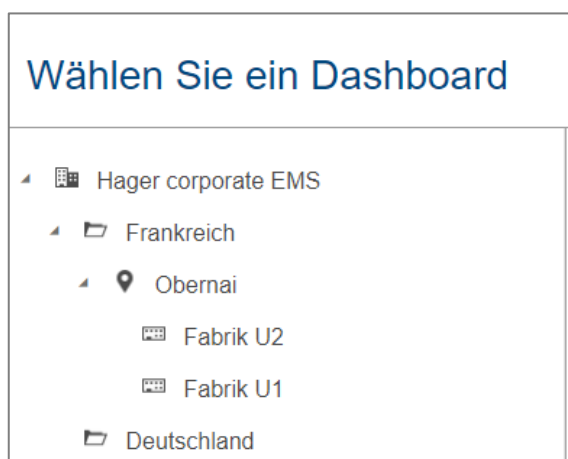 Wählen Sie ein Dashboard
Hager corporate EMS
Frankreich
Obernai
Fabrik U2
Fabrik U1
Deutschland